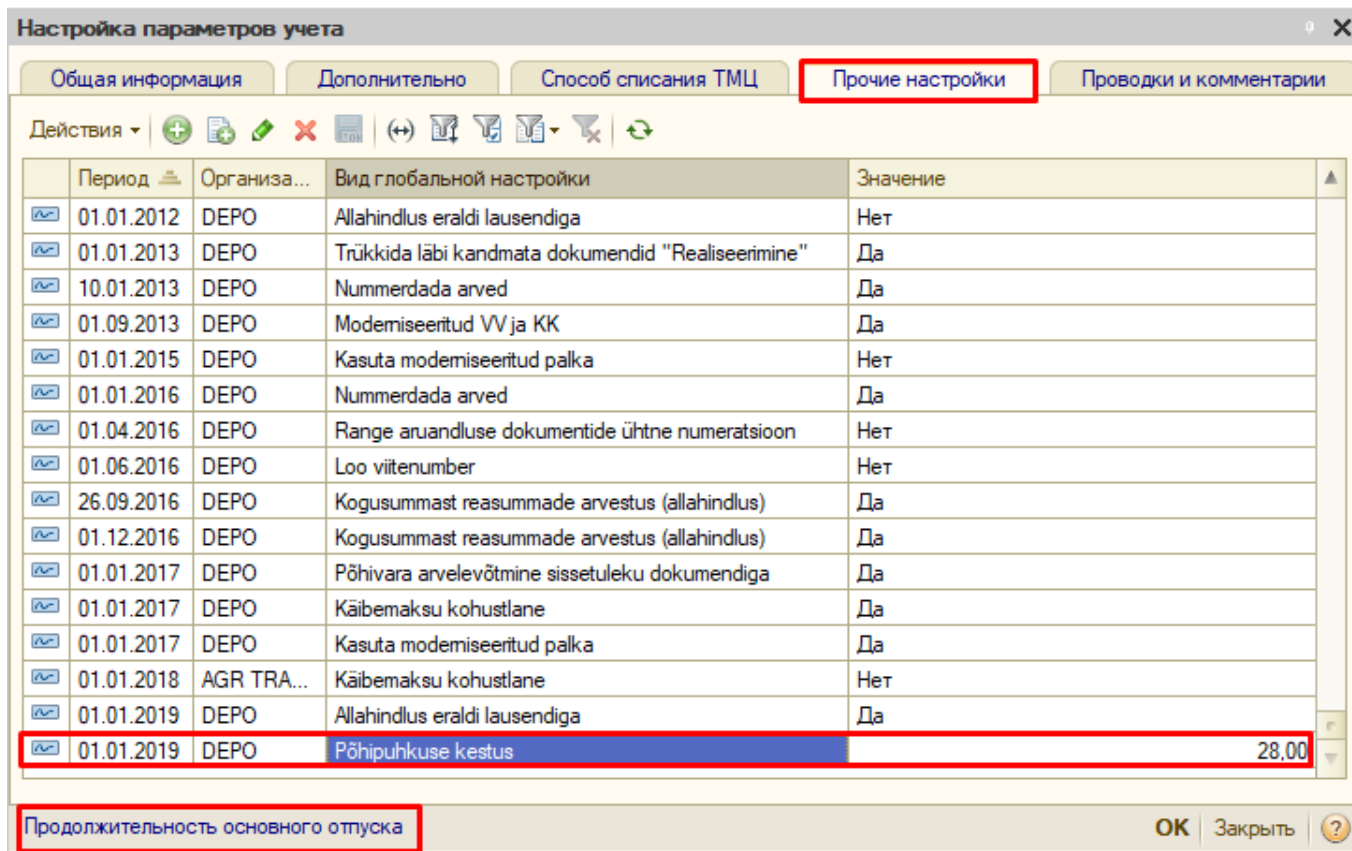 Настройка параметров учета
Общая информация Дополнительно Способ списания ТМЦ Прочие настройки Проводки и комментарии
Действия
Период Организа... Вид глобальной настройки Значение
01.01.2012 DEPO Allahindlus eraldi lausendiga Нет
01.01.2013 DEPO Trükkida läbi kandmata dokumendid "Realiseerimine" Да
10.01.2013 DEPO Nummerdada arved Да
01.09.2013 DEPO Moderniseeritud VV ja KK Да
01.01.2015 DEPO Kasuta moderniseeritud palka Нет
01.01.2016 DEPO Nummerdada arved Да
01.04.2016 DEPO Range aruandluse dokumentide ühtne numeratsioon Нет
01.06.2016 DEPO Loo viitenumber Нет
26.09.2016 DEPO Kogusummast reasummade arvestus (allahindlus) Да
01.12.2016 DEPO Kogusummast reasummade arvestus (allahindlus) Да
01.01.2017 DEPO Põhivara arvelevõtmine sissetuleku dokumendiga Да
01.01.2017 DEPO Käibemaksu kohustlane Да
01.01.2017 DEPO Kasuta moderniseeritud palka Да
01.01.2018 AGR TRA... Käibemaksu kohustlane Нет
01.01.2019 DEPO Allahindlus eraldi lausendiga Да
01.01.2019 DEPO Põhipuhkuse kestus 28,00
Продолжительность основного отпуска OK Закрыть ?